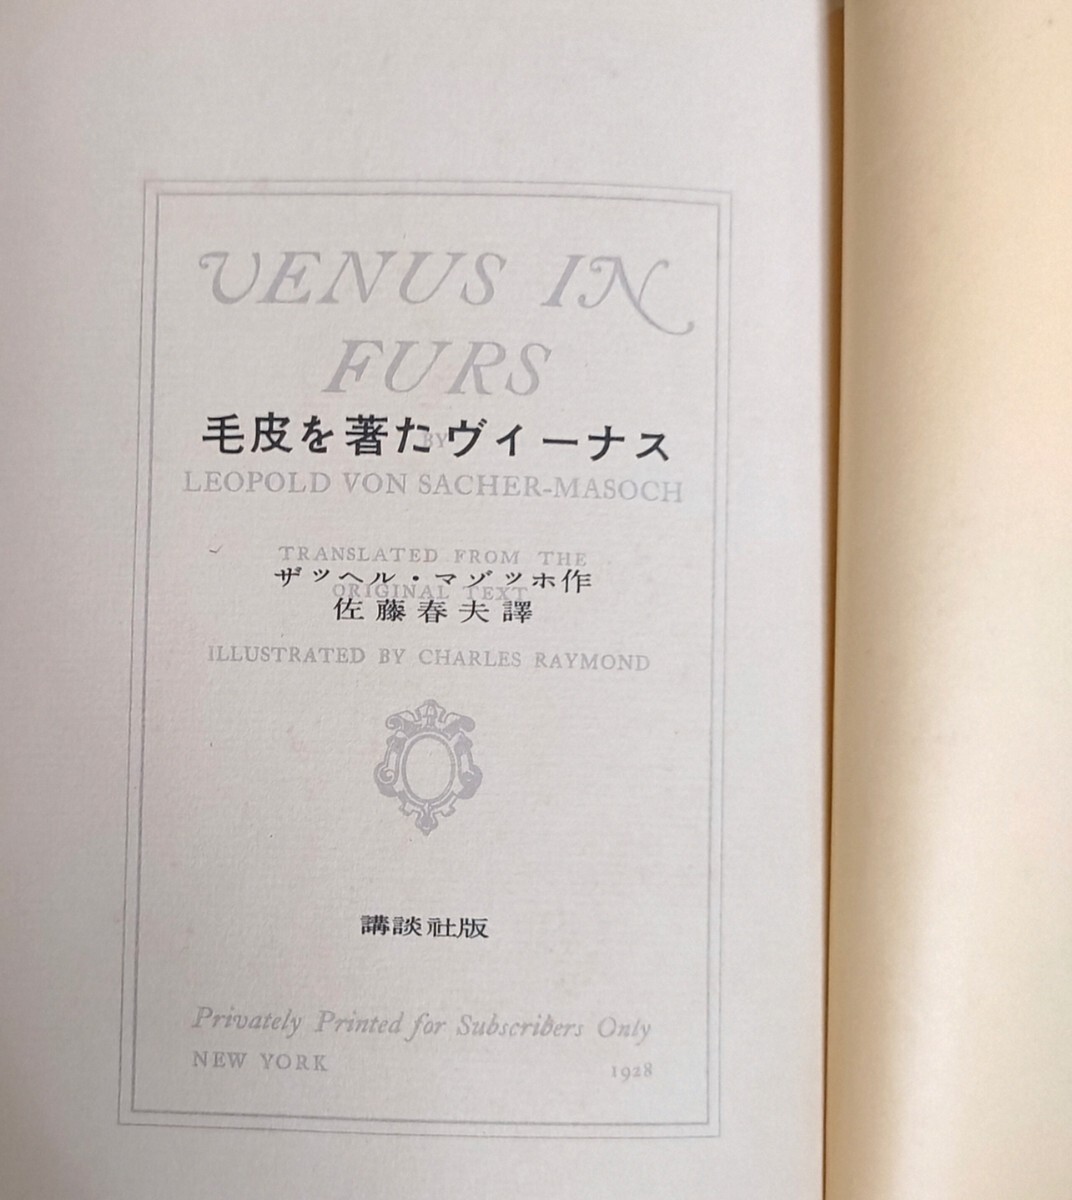 VENUS IN
FURS
毛皮を著たヴィーナス
BY
LEOPOLD VON SACHER-MASOCH
TRANSLATED FROM THE
ザッヘル・マゾッホ作
ORIGINAL TEXT
佐藤春夫譯
ILLUSTRATED BY CHARLES RAYMOND
講談社版
Privately Printed for Subscribers Only
NEW YORK 1928